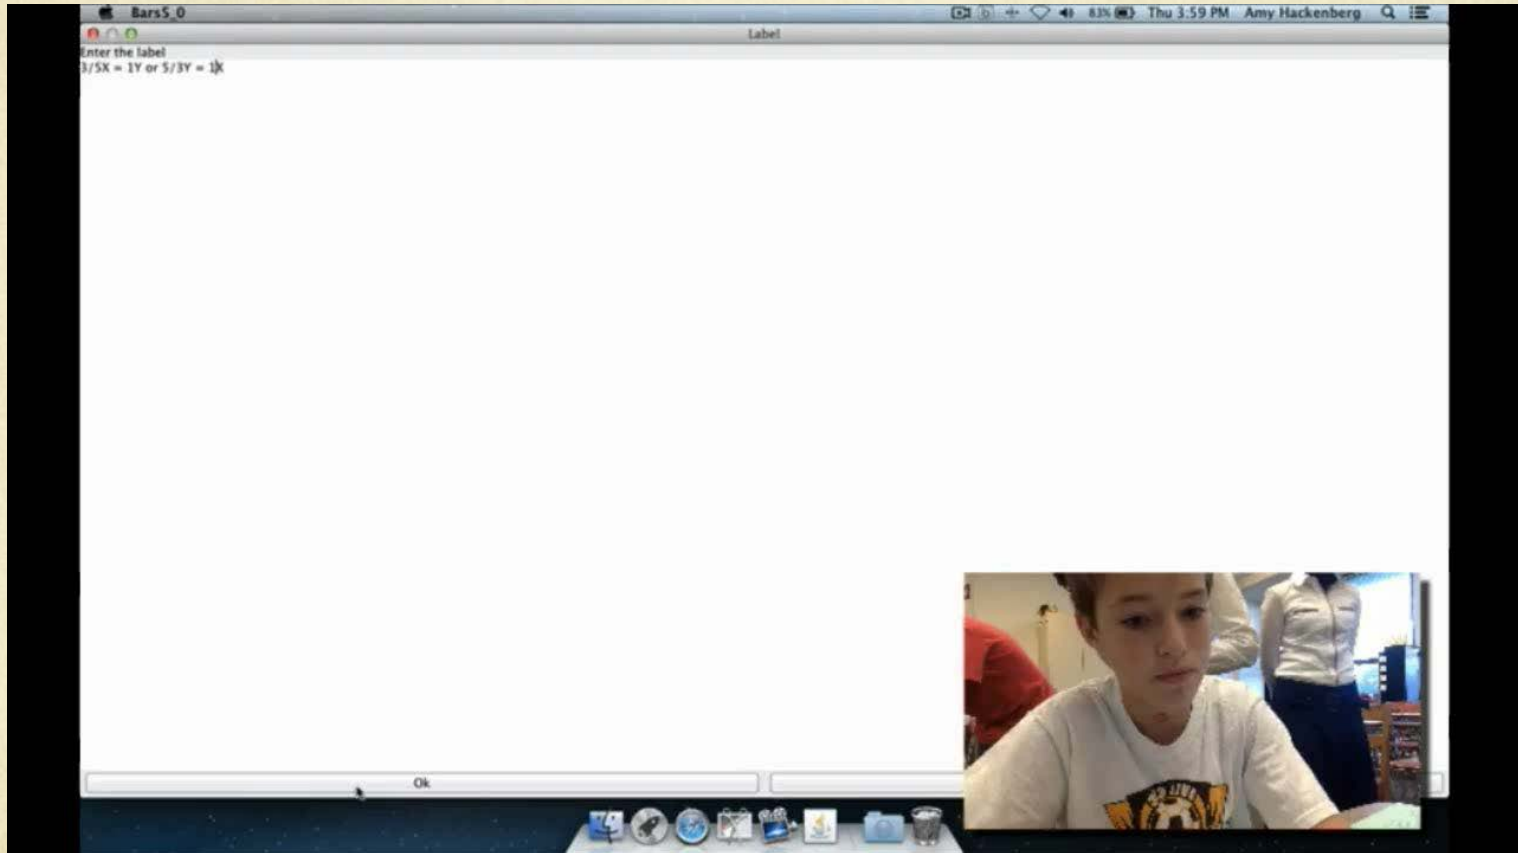 BarsS_0 83% Thu 3:59 PM Amy Hackenberg
Label
Enter the label
3/5X = 1Y or 5/3Y = 1X
Ok